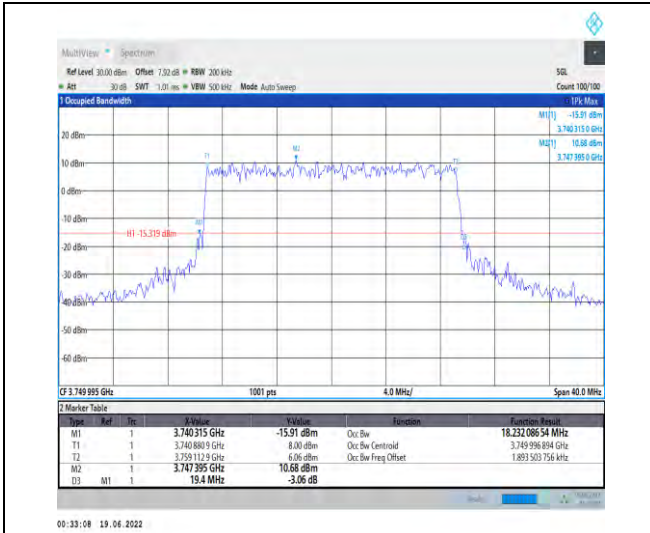 MultiView Spectrum
Ref Level 30.00 dBm Offset 7.92 dB RBW 200 kHz SGL
Att 30 dB SWT 1.01 ms VBW 500 kHz Mode Auto Sweep Count 100/100
1 Occupied Bandwidth 1Pk Max
M1[1] -15.91 dBm
3.740 315 0 GHz
M2[1] 10.68 dBm
3.747 395 0 GHz
20 dBm
T1 M2
10 dBm
0 dBm
-10 dBm
H1 -15.319 dBm
-20 dBm
-30 dBm
-40 dBm
-50 dBm
-60 dBm
CF 3.749 995 GHz 1001 pts 4.0 MHz/ Span 40.0 MHz
2 Marker Table
Type Ref Trc X-Value Y-Value Function Function Result
M1 1 3.740 315 GHz -15.91 dBm Occ Bw 18.232 086 54 MHz
T1 1 3.740 880 9 GHz 8.00 dBm Occ Bw Centroid 3.749 996 894 GHz
T2 1 3.759 112 9 GHz 6.06 dBm Occ Bw Freq Offset 1.893 503 756 kHz
M2 1 3.747 395 GHz 10.68 dBm
D3 M1 1 19.4 MHz -3.06 dB
00:33:08 19.06.2022